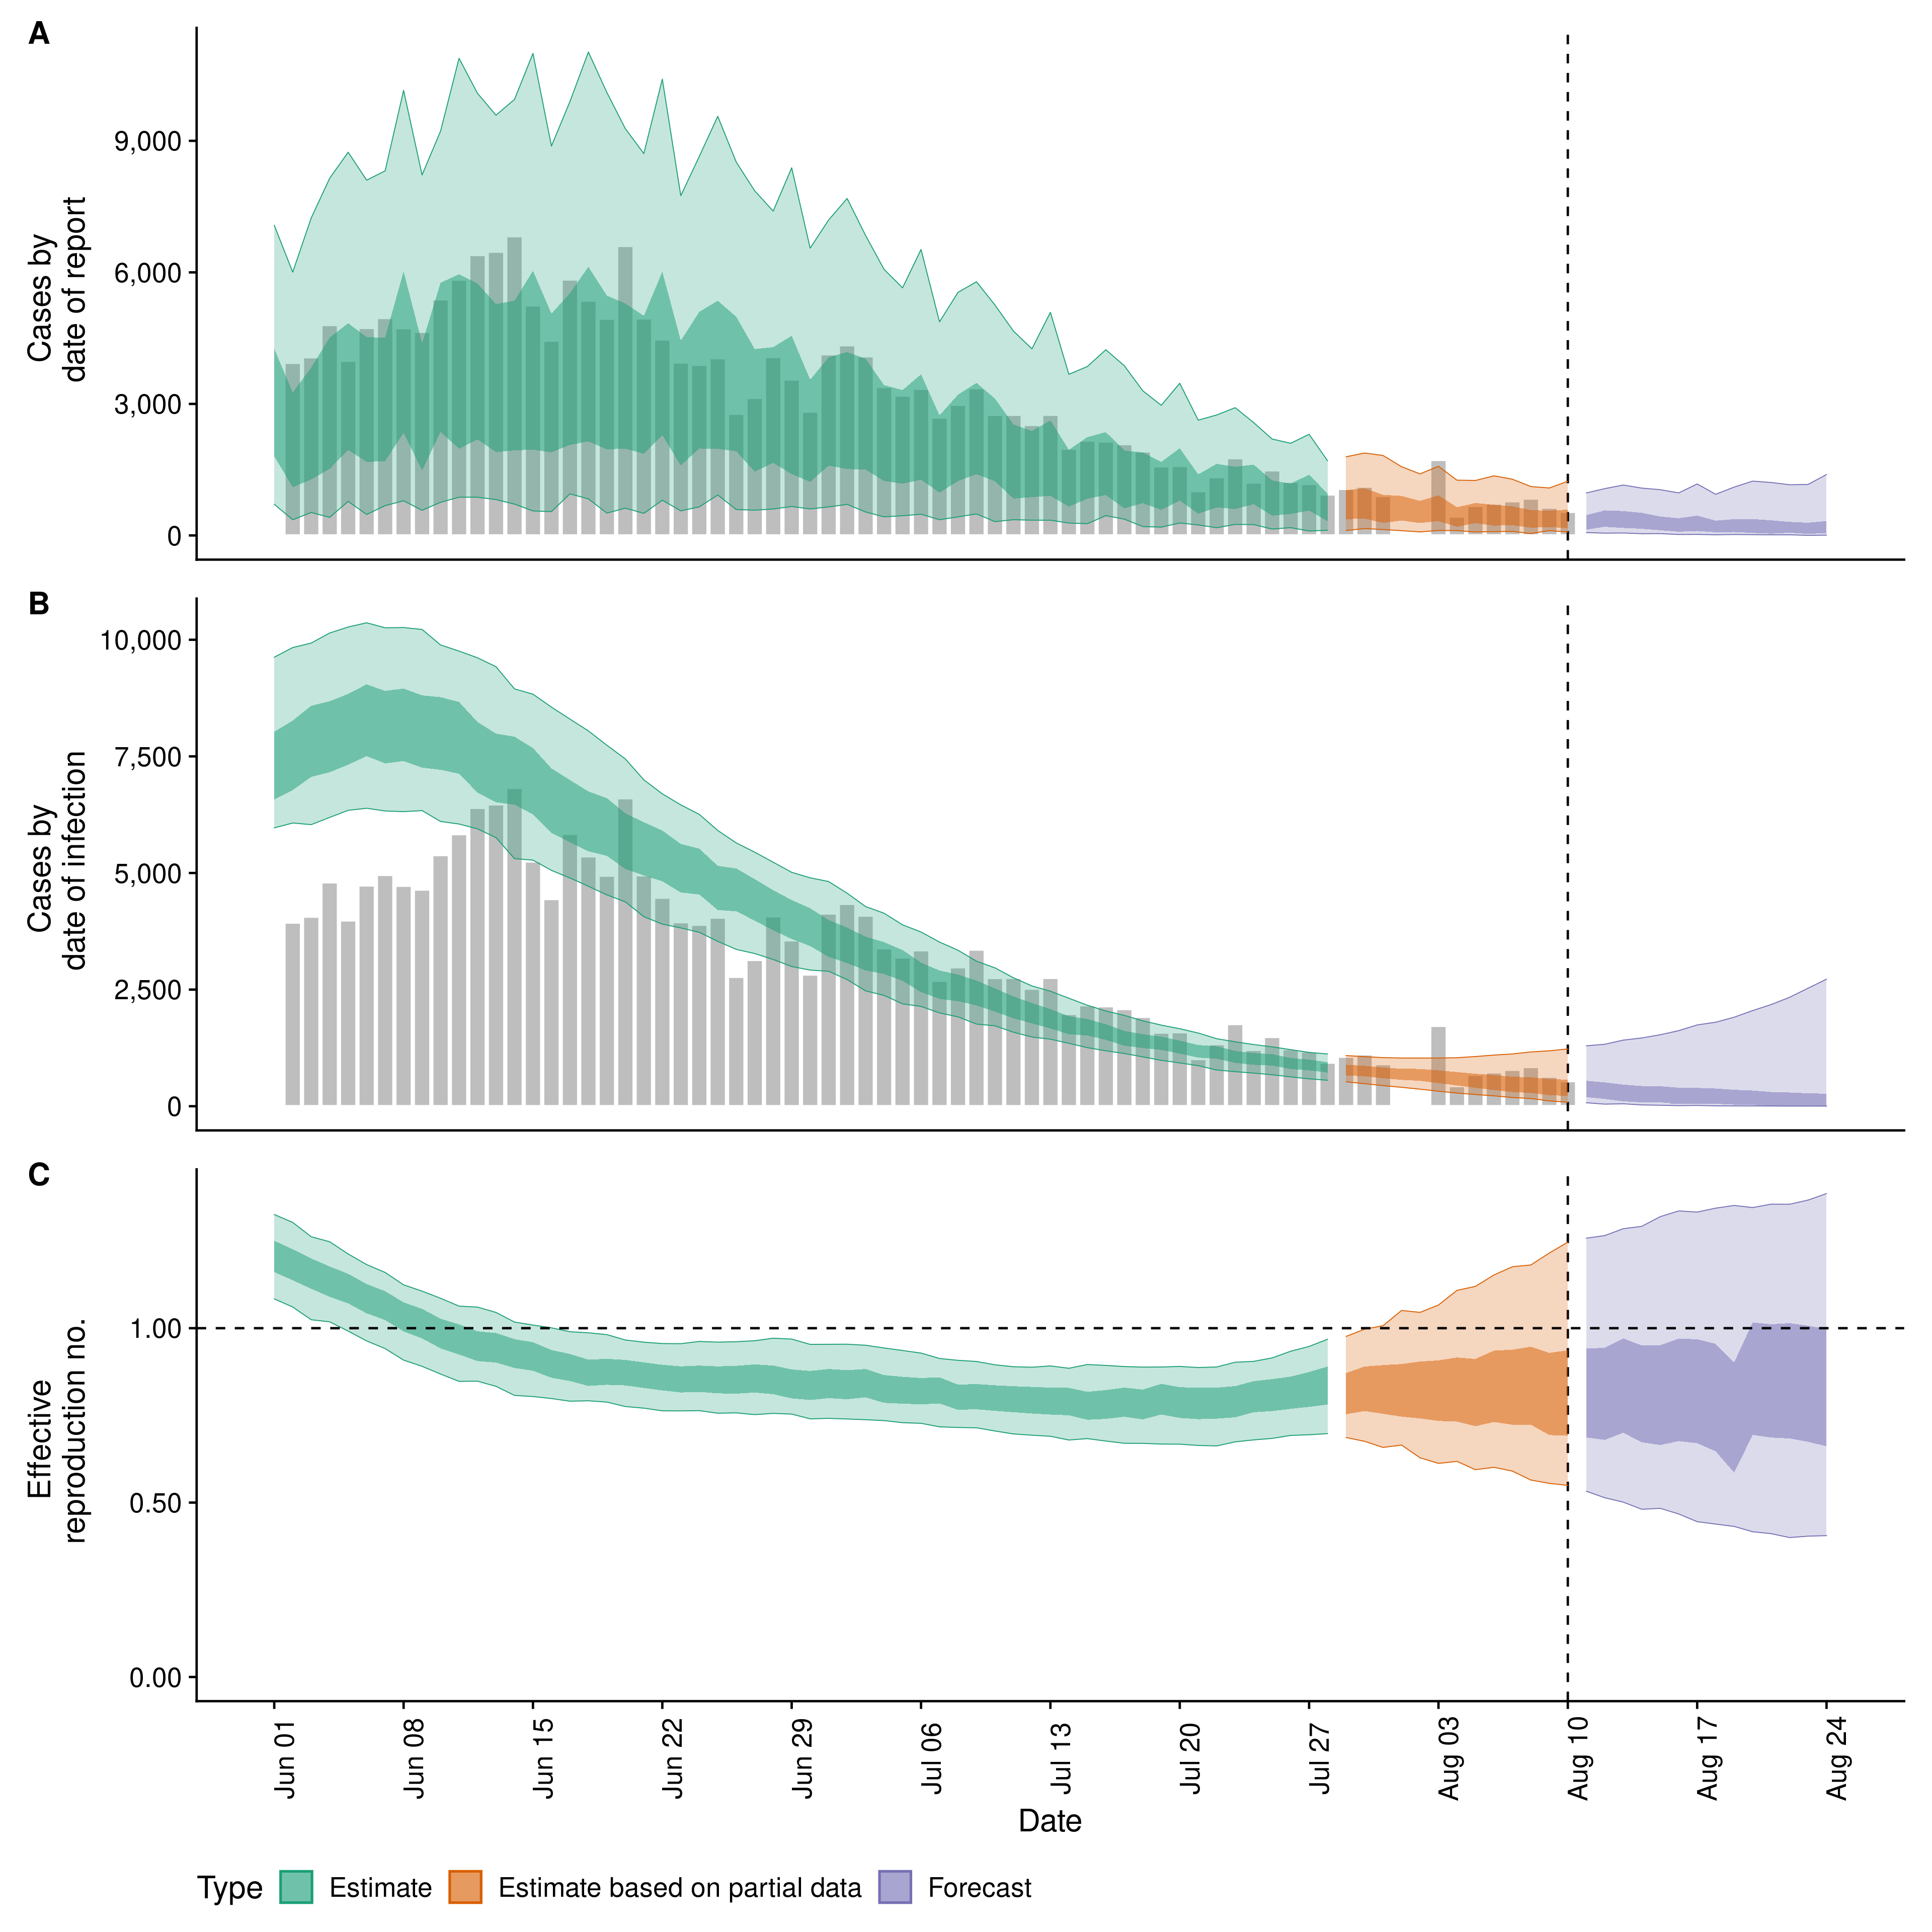 A
9,000
6,000
3,000
0
Cases by
date of report
B
10,000
7,500
5,000
2,500
0
Cases by
date of infection
C
1.00
0.50
0.00
Effective
reproduction no.
Jun 01
Jun 08
Jun 15
Jun 22
Jun 29
Jul 06
Jul 13
Jul 20
Jul 27
Aug 03
Aug 10
Aug 17
Aug 24
Date
Type Estimate Estimate based on partial data Forecast